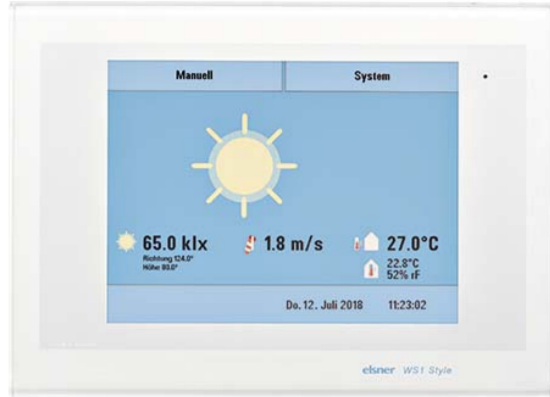 Manuell System
65.0 klx 1.8 m/s 27.0°C
Richtung 124.0°
Höhe 80.0°
22.8°C
52% rF
Do. 12. Juli 2018 11:23:02
elsner WS1 Style